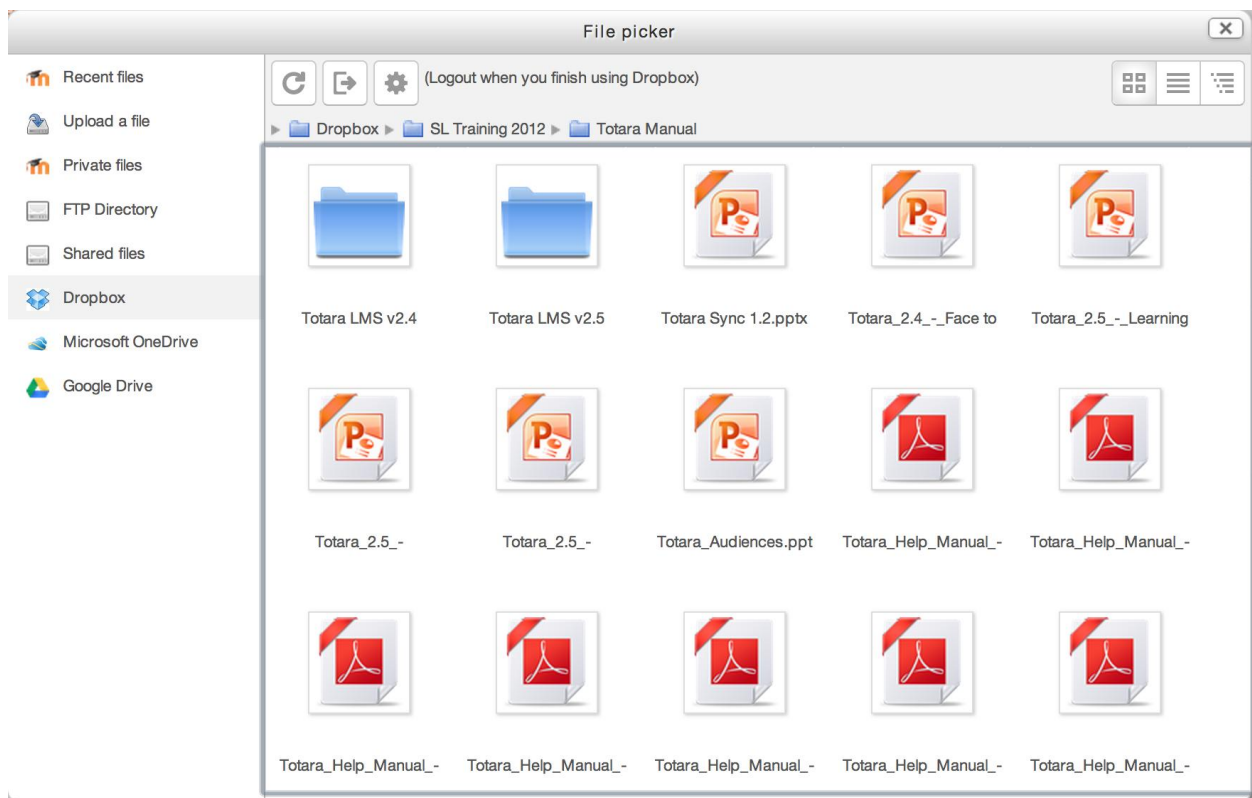 File picker
Recent files
Upload a file
Private files
FTP Directory
Shared files
Dropbox
Microsoft OneDrive
Google Drive
(Logout when you finish using Dropbox)
Dropbox SL Training 2012 Totara Manual
Totara LMS v2.4 Totara LMS v2.5 Totara Sync 1.2.pptx Totara_2.4_-_Face to Totara_2.5_-_Learning
Totara_2.5_- Totara_2.5_- Totara_Audiences.ppt Totara_Help_Manual_- Totara_Help_Manual_-
Totara_Help_Manual_- Totara_Help_Manual_- Totara_Help_Manual_- Totara_Help_Manual_- Totara_Help_Manual_-